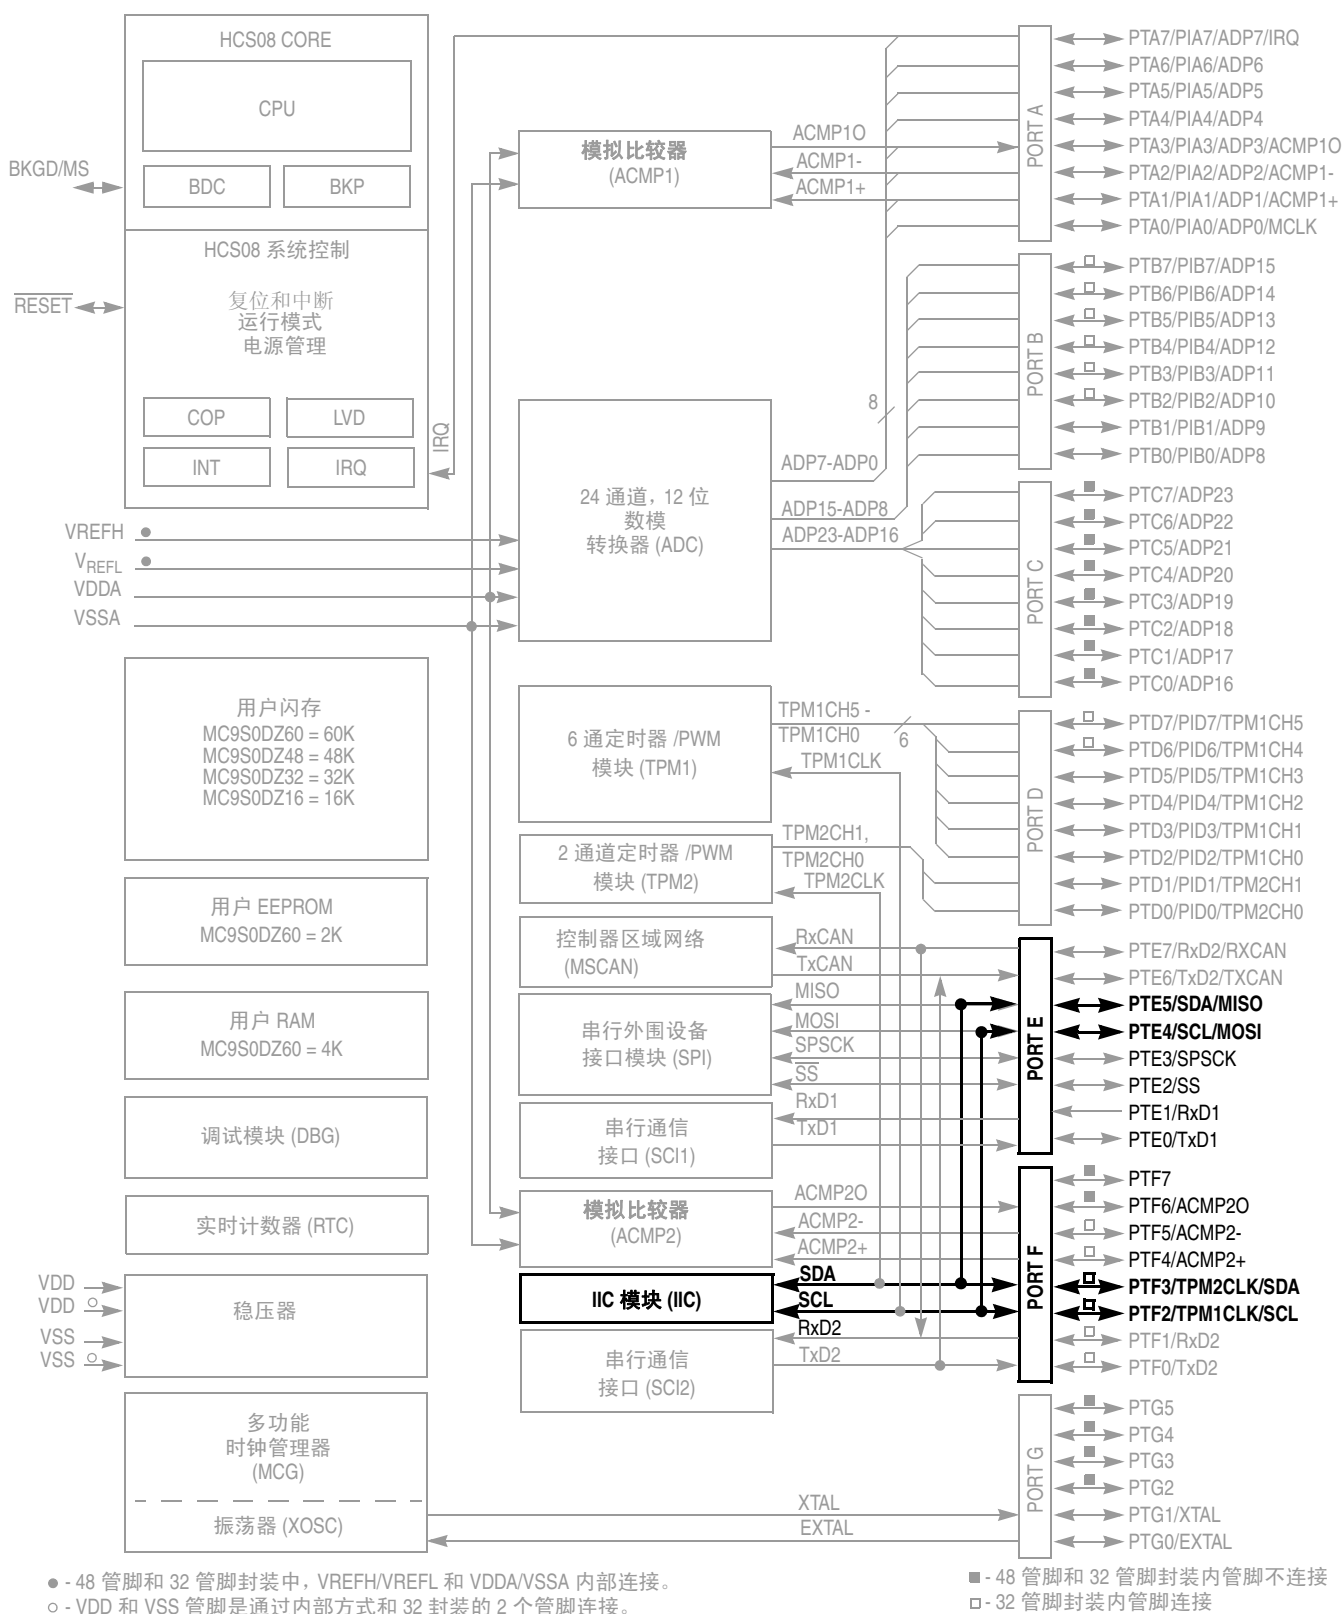 HCS08 CORE
CPU
BDC
BKP
BKGD/MS
HCS08 系统控制
RESET
复位和中断
运行模式
电源管理
COP
LVD
INT
IRQ
IRQ
VREFH
VREFL
VDDA
VSSA
用户闪存
MC9S0DZ60 = 60K
MC9S0DZ48 = 48K
MC9S0DZ32 = 32K
MC9S0DZ16 = 16K
用户 EEPROM
MC9S0DZ60 = 2K
用户 RAM
MC9S0DZ60 = 4K
调试模块 (DBG)
实时计数器 (RTC)
VDD
VDD
VSS
VSS
稳压器
多功能
时钟管理器
(MCG)
振荡器 (XOSC)
模拟比较器
(ACMP1)
ACMP1O
ACMP1-
ACMP1+
24 通道，12 位
数模
转换器 (ADC)
8
ADP7-ADP0
ADP15-ADP8
ADP23-ADP16
6 通定时器 /PWM
模块 (TPM1)
TPM1CH5 -
TPM1CH0
6
TPM1CLK
2 通道定时器 /PWM
模块 (TPM2)
TPM2CH1,
TPM2CH0
TPM2CLK
控制器区域网络
(MSCAN)
RxCAN
TxCAN
串行外围设备
接口模块 (SPI)
MISO
MOSI
SPSCK
SS
串行通信
接口 (SCI1)
RxD1
TxD1
模拟比较器
(ACMP2)
ACMP2O
ACMP2-
ACMP2+
IIC 模块 (IIC)
SDA
SCL
串行通信
接口 (SCI2)
RxD2
TxD2
XTAL
EXTAL
PORT A
PTA7/PIA7/ADP7/IRQ
PTA6/PIA6/ADP6
PTA5/PIA5/ADP5
PTA4/PIA4/ADP4
PTA3/PIA3/ADP3/ACMP1O
PTA2/PIA2/ADP2/ACMP1-
PTA1/PIA1/ADP1/ACMP1+
PTA0/PIA0/ADP0/MCLK
PORT B
PTB7/PIB7/ADP15
PTB6/PIB6/ADP14
PTB5/PIB5/ADP13
PTB4/PIB4/ADP12
PTB3/PIB3/ADP11
PTB2/PIB2/ADP10
PTB1/PIB1/ADP9
PTB0/PIB0/ADP8
PORT C
PTC7/ADP23
PTC6/ADP22
PTC5/ADP21
PTC4/ADP20
PTC3/ADP19
PTC2/ADP18
PTC1/ADP17
PTC0/ADP16
PORT D
PTD7/PID7/TPM1CH5
PTD6/PID6/TPM1CH4
PTD5/PID5/TPM1CH3
PTD4/PID4/TPM1CH2
PTD3/PID3/TPM1CH1
PTD2/PID2/TPM1CH0
PTD1/PID1/TPM2CH1
PTD0/PID0/TPM2CH0
PORT E
PTE7/RxD2/RXCAN
PTE6/TxD2/TXCAN
PTE5/SDA/MISO
PTE4/SCL/MOSI
PTE3/SPSCK
PTE2/SS
PTE1/RxD1
PTE0/TxD1
PORT F
PTF7
PTF6/ACMP2O
PTF5/ACMP2-
PTF4/ACMP2+
PTF3/TPM2CLK/SDA
PTF2/TPM1CLK/SCL
PTF1/RxD2
PTF0/TxD2
PORT G
PTG5
PTG4
PTG3
PTG2
PTG1/XTAL
PTG0/EXTAL
● - 48 管脚和 32 管脚封装中，VREFH/VREFL 和 VDDA/VSSA 内部连接。
○ - VDD 和 VSS 管脚是通过内部方式和 32 封装的 2 个管脚连接。
■ - 48 管脚和 32 管脚封装内管脚不连接
□ - 32 管脚封装内管脚连接